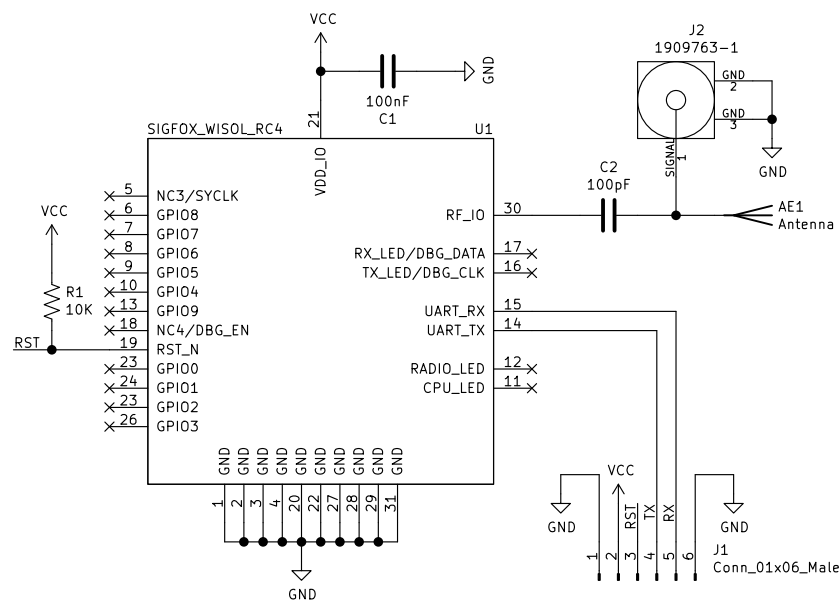 VCC
J2
1909763-1
GND
2
GND
3
SIGNAL
1
GND
100nF
C1
GND
21
SIGFOX_WISOL_RC4
U1
VDD_IO
C2
100pF
AE1
Antenna
VCC
R1
10K
RST
5 NC3/SYCLK
6 GPIO8
7 GPIO7
8 GPIO6
9 GPIO5
10 GPIO4
13 GPIO9
18 NC4/DBG_EN
19 RST_N
23 GPIO0
24 GPIO1
23 GPIO2
26 GPIO3
RF_IO 30
RX_LED/DBG_DATA 17
TX_LED/DBG_CLK 16
UART_RX 15
UART_TX 14
RADIO_LED 12
CPU_LED 11
GND GND GND GND GND GND GND GND GND GND
1 2 3 4 20 22 27 28 29 31
GND
VCC
GND
GND
RST TX RX
1 2 3 4 5 6
J1
Conn_01x06_Male